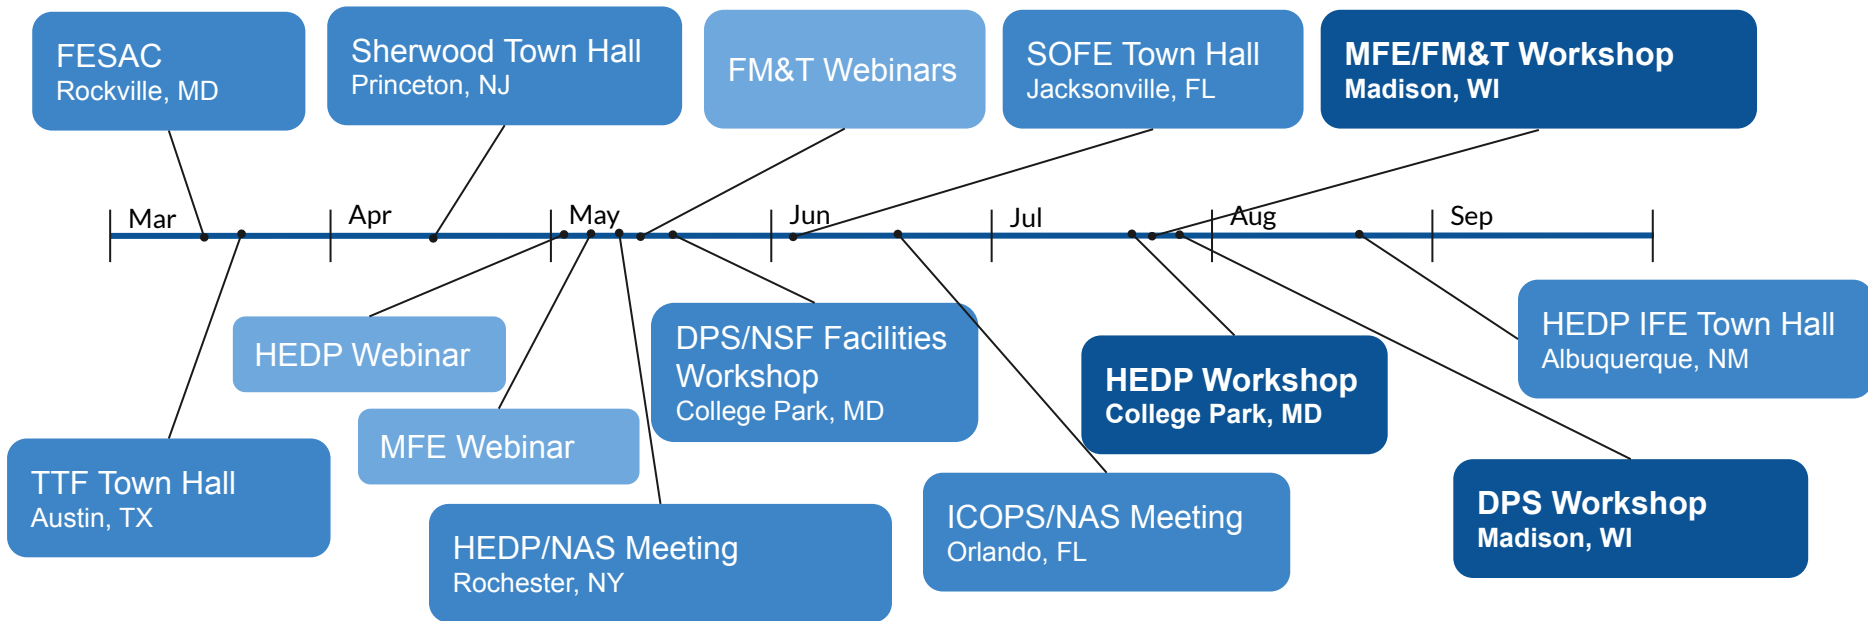 FESAC
Rockville, MD
Sherwood Town Hall
Princeton, NJ
FM&T Webinars
SOFE Town Hall
Jacksonville, FL
MFE/FM&T Workshop
Madison, WI
Mar
Apr
May
Jun
Jul
Aug
Sep
HEDP Webinar
MFE Webinar
DPS/NSF Facilities
Workshop
College Park, MD
HEDP Workshop
College Park, MD
HEDP IFE Town Hall
Albuquerque, NM
TTF Town Hall
Austin, TX
HEDP/NAS Meeting
Rochester, NY
ICOPS/NAS Meeting
Orlando, FL
DPS Workshop
Madison, WI